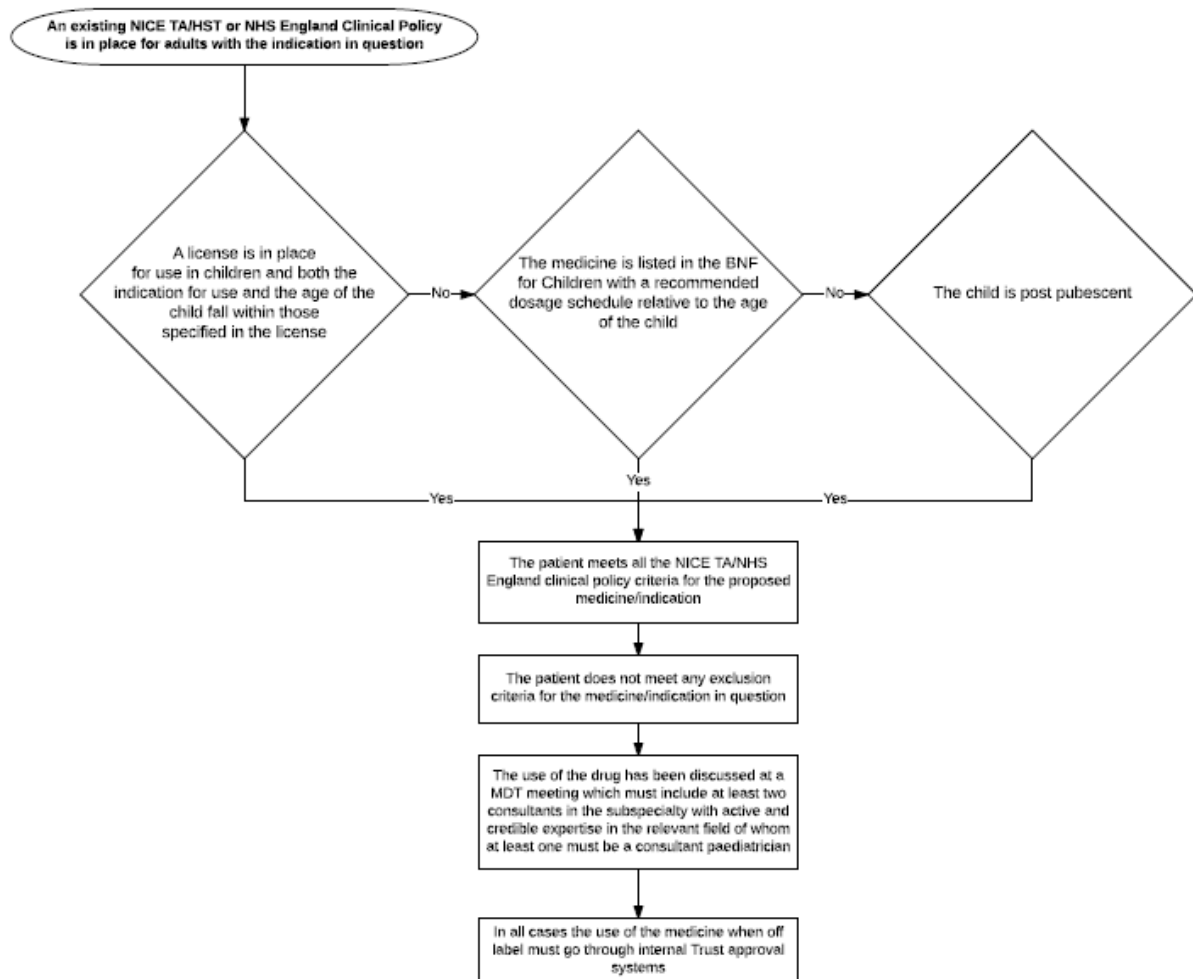 An existing NICE TA/HST or NHS England Clinical Policy
is in place for adults with the indication in question
A license is in place
for use in children and both the
indication for use and the age of the
child fall within those
specified in the license
No
The medicine is listed in the BNF
for Children with a recommended
dosage schedule relative to the age
of the child
No
The child is post pubescent
Yes
Yes
Yes
The patient meets all the NICE TA/NHS
England clinical policy criteria for the proposed
medicine/indication
The patient does not meet any exclusion
criteria for the medicine/indication in question
The use of the drug has been discussed at a
MDT meeting which must include at least two
consultants in the subspecialty with active and
credible expertise in the relevant field of whom
at least one must be a consultant paediatrician
In all cases the use of the medicine when off
label must go through internal Trust approval
systems